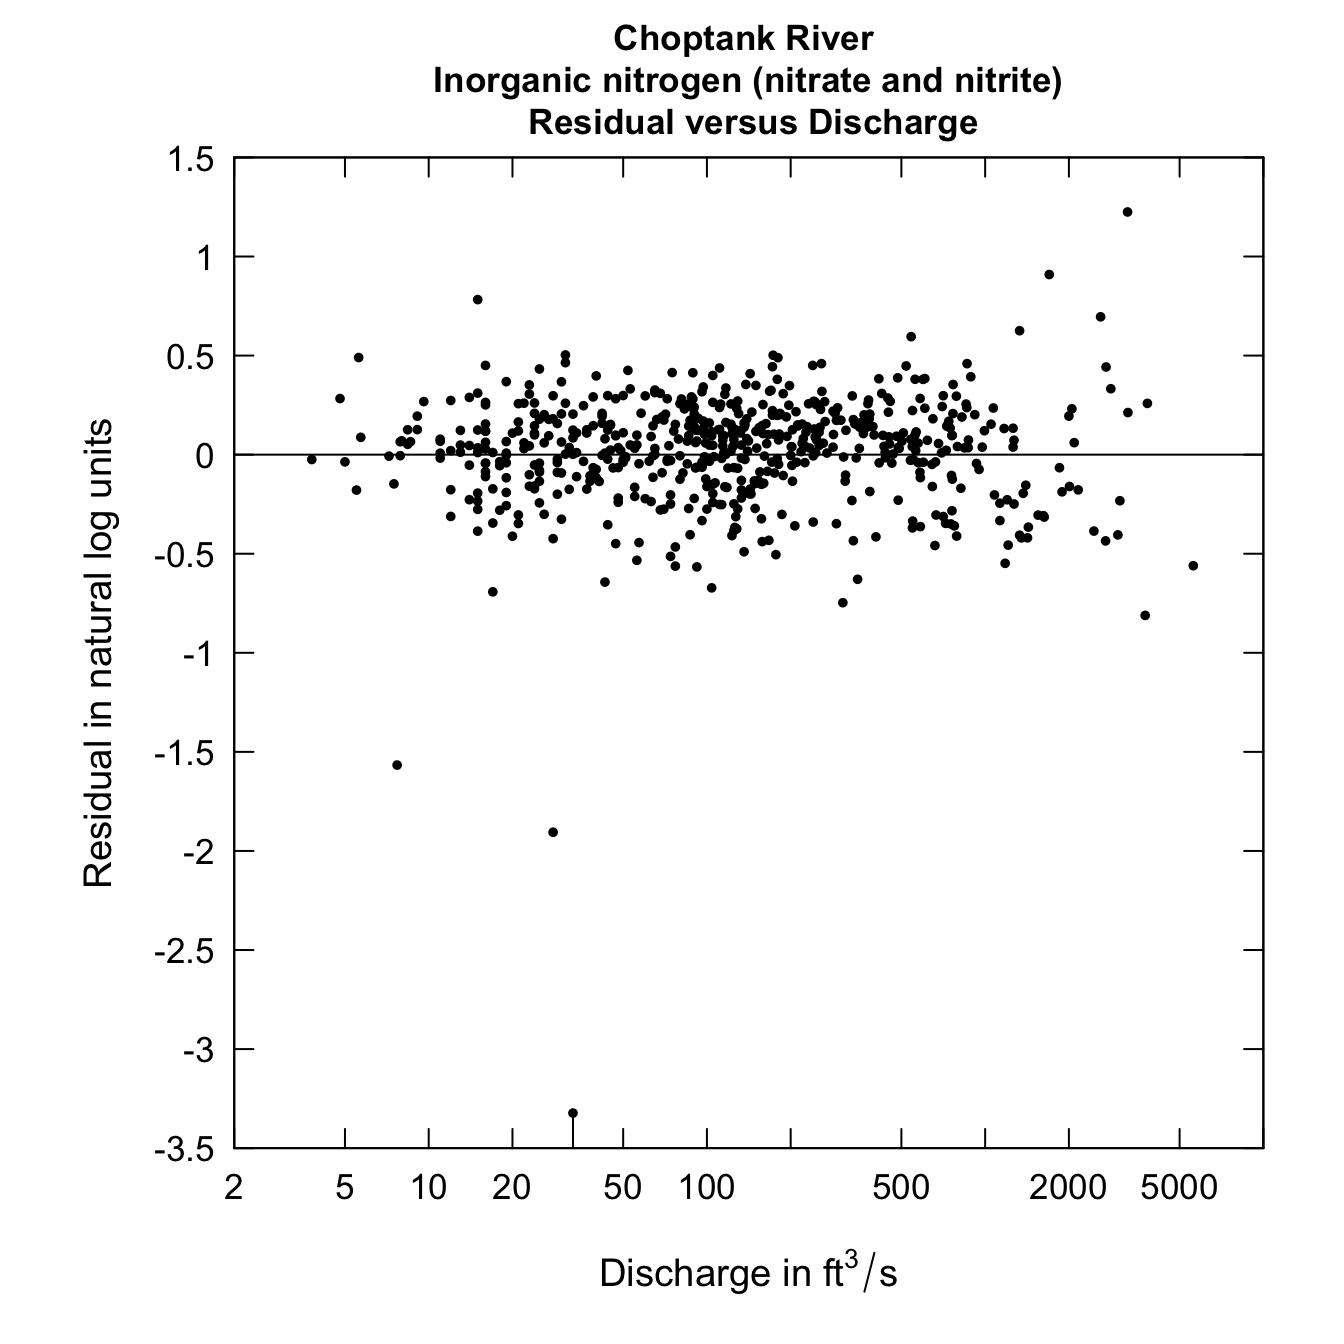 Choptank River
Inorganic nitrogen (nitrate and nitrite)
Residual versus Discharge
1.5
1
0.5
0
-0.5
-1
-1.5
-2
-2.5
-3
-3.5
Residual in natural log units
2 5 10 20 50 100 500 2000 5000
Discharge in ft³/s